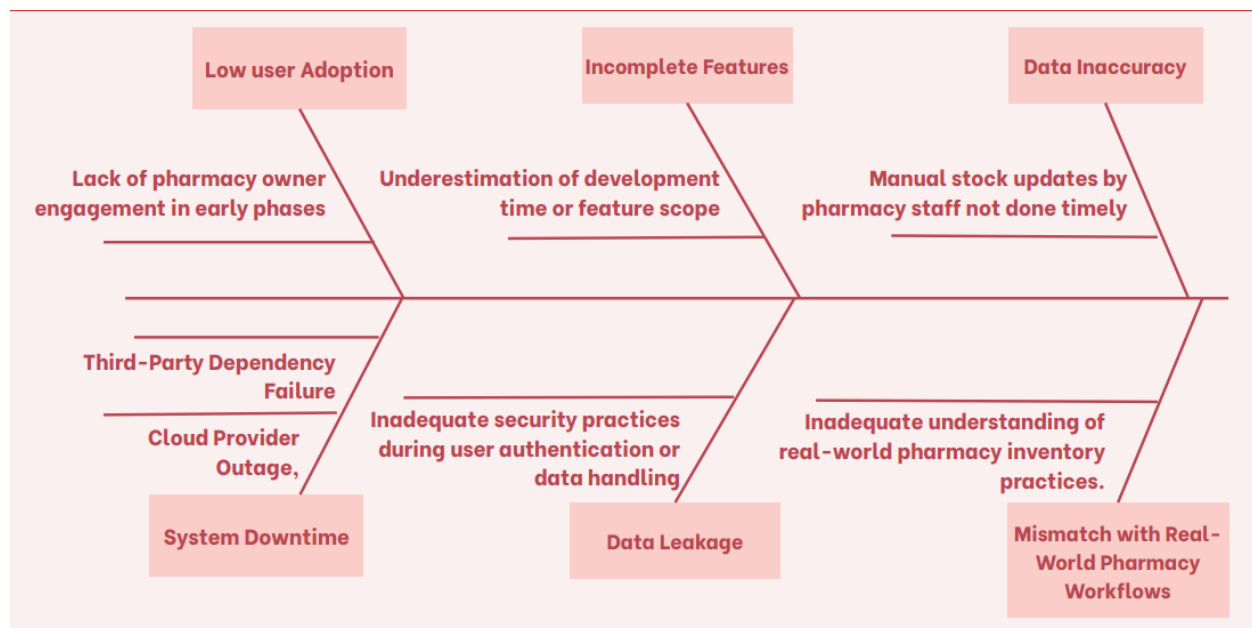 Low user Adoption
Incomplete Features
Data Inaccuracy
Lack of pharmacy owner
engagement in early phases
Underestimation of development
time or feature scope
Manual stock updates by
pharmacy staff not done timely
Third-Party Dependency
Failure
Cloud Provider
Outage,
Inadequate security practices
during user authentication or
data handling
Inadequate understanding of
real-world pharmacy inventory
practices.
System Downtime
Data Leakage
Mismatch with Real-
World Pharmacy
Workflows